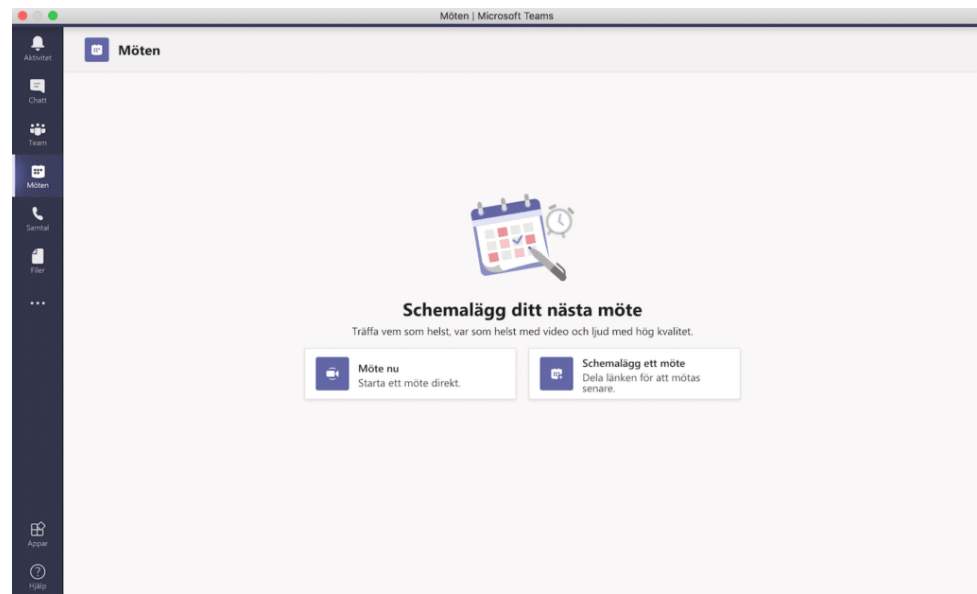 Möten | Microsoft Teams
Aktivitet
Chatt
Team
Möten
Samtal
Filer
Appar
Hjälp
Möten
Schemalägg ditt nästa möte
Träffa vem som helst, var som helst med video och ljud med hög kvalitet.
Möte nu
Starta ett möte direkt.
Schemalägg ett möte
Dela länken för att mötas
senare.